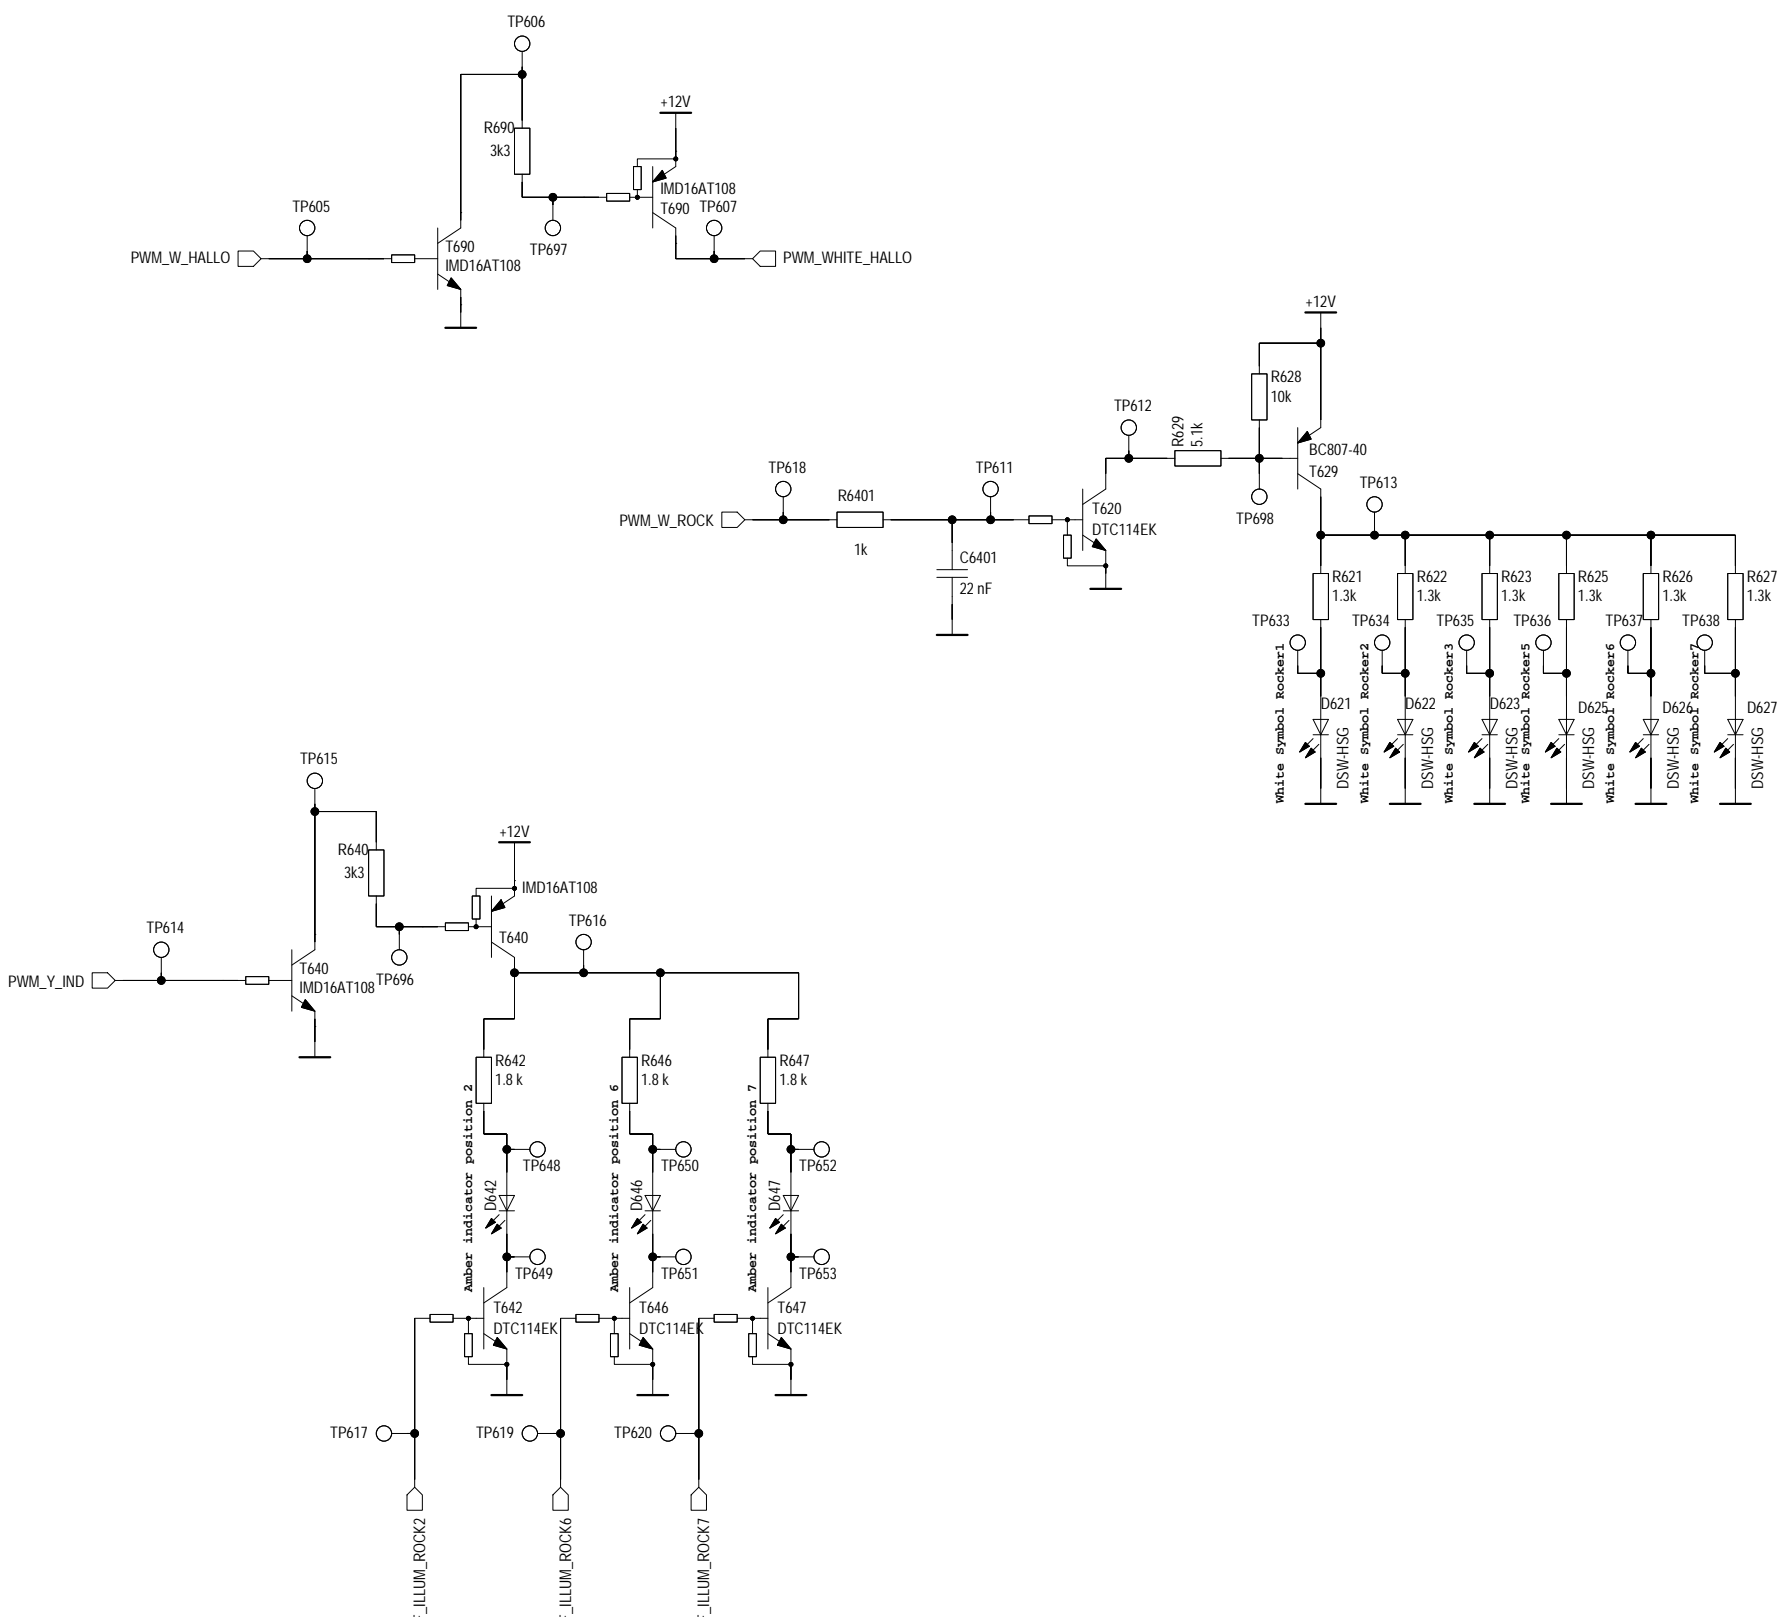 TP606
+12V
R690
3k3
IMD16AT108
T690
TP607
TP605
TP697
T690
IMD16AT108
PWM_W_HALLO
PWM_WHITE_HALLO
+12V
R628
10k
TP612
R629
5.1k
BC807-40
T629
TP618
TP611
TP613
R6401
1k
TP698
PWM_W_ROCK
T620
DTC114EK
C6401
22 nF
R621
1.3k
R622
1.3k
R623
1.3k
R625
1.3k
R626
1.3k
R627
1.3k
TP633
TP634
TP635
TP636
TP637
TP638
White Symbol Rocker1
White Symbol Rocker2
White Symbol Rocker3
White Symbol Rocker5
White Symbol Rocker6
White Symbol Rocker7
D621
D622
D623
D625
D626
D627
DSW-HSG
DSW-HSG
DSW-HSG
DSW-HSG
DSW-HSG
DSW-HSG
TP615
+12V
R640
3k3
IMD16AT108
T640
TP616
TP614
TP696
T640
IMD16AT108
PWM_Y_IND
R642
1.8 k
R646
1.8 k
R647
1.8 k
Amber indicator position 2
Amber indicator position 6
Amber indicator position 7
TP648
TP650
TP652
D642
D646
D647
TP649
TP651
TP653
T642
DTC114EK
T646
DTC114EK
T647
DTC114EK
TP617
TP619
TP620
_ILLUM_ROCK2
_ILLUM_ROCK6
_ILLUM_ROCK7